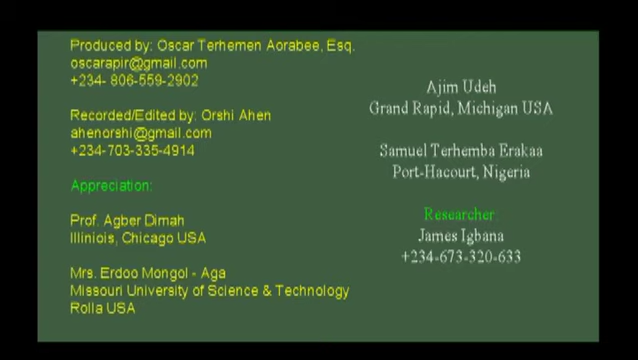 Produced by: Oscar Terhemen Aorabee, Esq.
oscarapir@gmail.com
+234- 806-559-2902
Recorded/Edited by: Orshi Ahen
ahenorshi@gmail.com
+234-703-335-4914
Appreciation:
Prof. Agber Dimah
Illiniois, Chicago USA
Mrs. Erdoo Mongol - Aga
Missouri University of Science & Technology
Rolla USA
Ajim Udeh
Grand Rapid, Michigan USA
Samuel Terhemba Erakaa
Port-Hacourt, Nigeria
Researcher:
James Igbana
+234-673-320-633